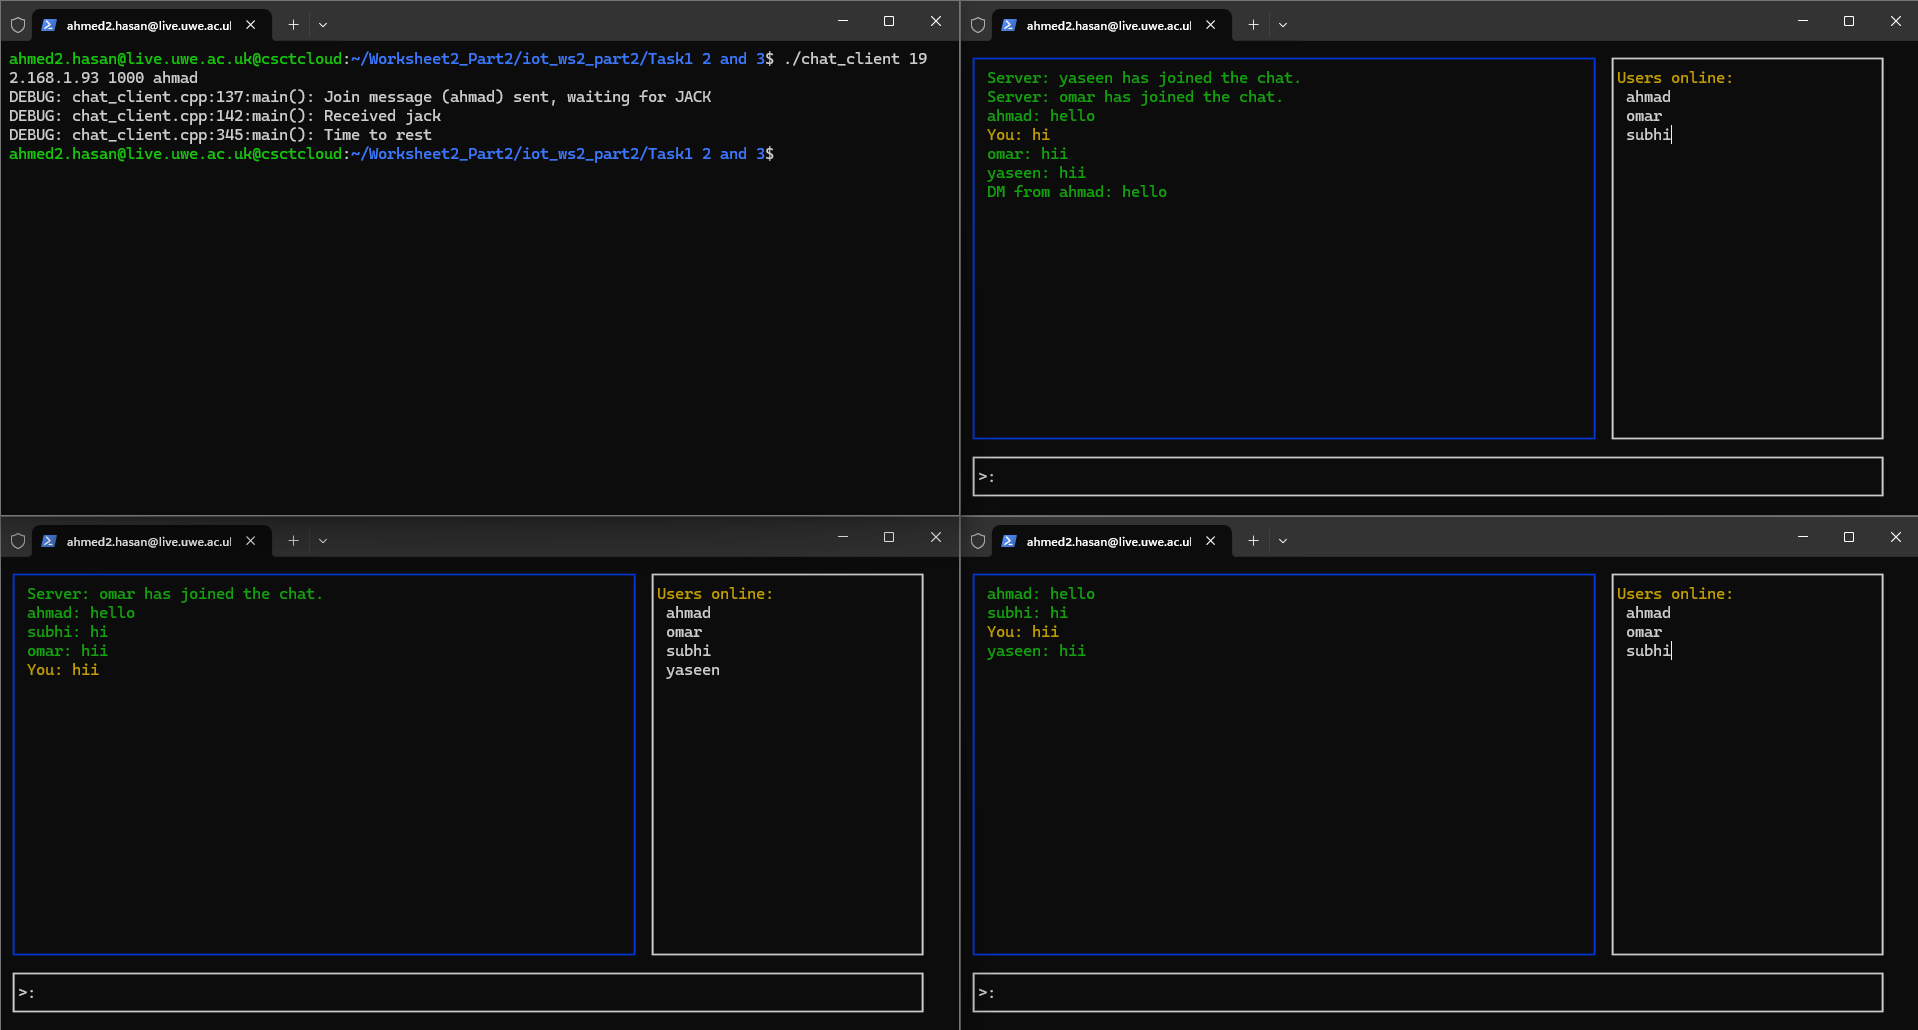 ahmed2.hasan@live.uwe.ac.ul
ahmed2.hasan@live.uwe.ac.uk@csctcloud:~/Worksheet2_Part2/iot_ws2_part2/Task1 2 and 3$ ./chat_client 19
2.168.1.93 1000 ahmad
DEBUG: chat_client.cpp:137:main(): Join message (ahmad) sent, waiting for JACK
DEBUG: chat_client.cpp:142:main(): Received jack
DEBUG: chat_client.cpp:345:main(): Time to rest
ahmed2.hasan@live.uwe.ac.uk@csctcloud:~/Worksheet2_Part2/iot_ws2_part2/Task1 2 and 3$
ahmed2.hasan@live.uwe.ac.ul
Server: yaseen has joined the chat.
Server: omar has joined the chat.
ahmad: hello
You: hi
omar: hii
yaseen: hii
DM from ahmad: hello
Users online:
ahmad
omar
subhi
>:
ahmed2.hasan@live.uwe.ac.ul
Server: omar has joined the chat.
ahmad: hello
subhi: hi
omar: hii
You: hii
Users online:
ahmad
omar
subhi
yaseen
>:
ahmed2.hasan@live.uwe.ac.ul
ahmad: hello
subhi: hi
You: hii
yaseen: hii
Users online:
ahmad
omar
subhi
>: